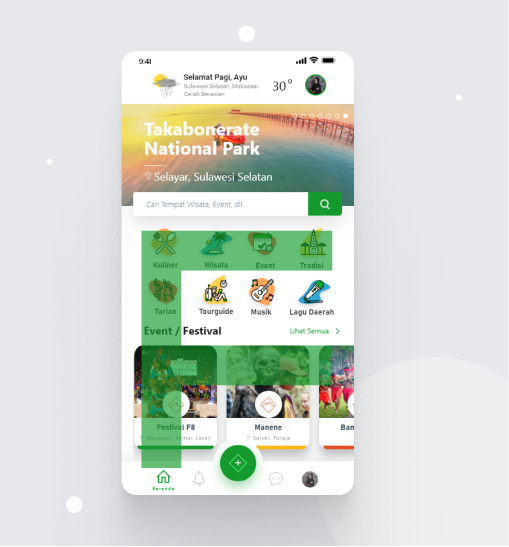 9:41
Selamat Pagi, Ayu
Sulawesi Selatan, Makassar
Cerah Berawan
30°
Takabonerate
National Park
Selayar, Sulawesi Selatan
Cari Tempat Wisata, Event, dll..
Kuliner Wisata Event Tradisi
Tarian Tourguide Musik Lagu Daerah
Event / Festival Lihat Semua
Festival F8 Manene Ban
Makassar, Pantai Losari Sulsel, Toraja
Beranda